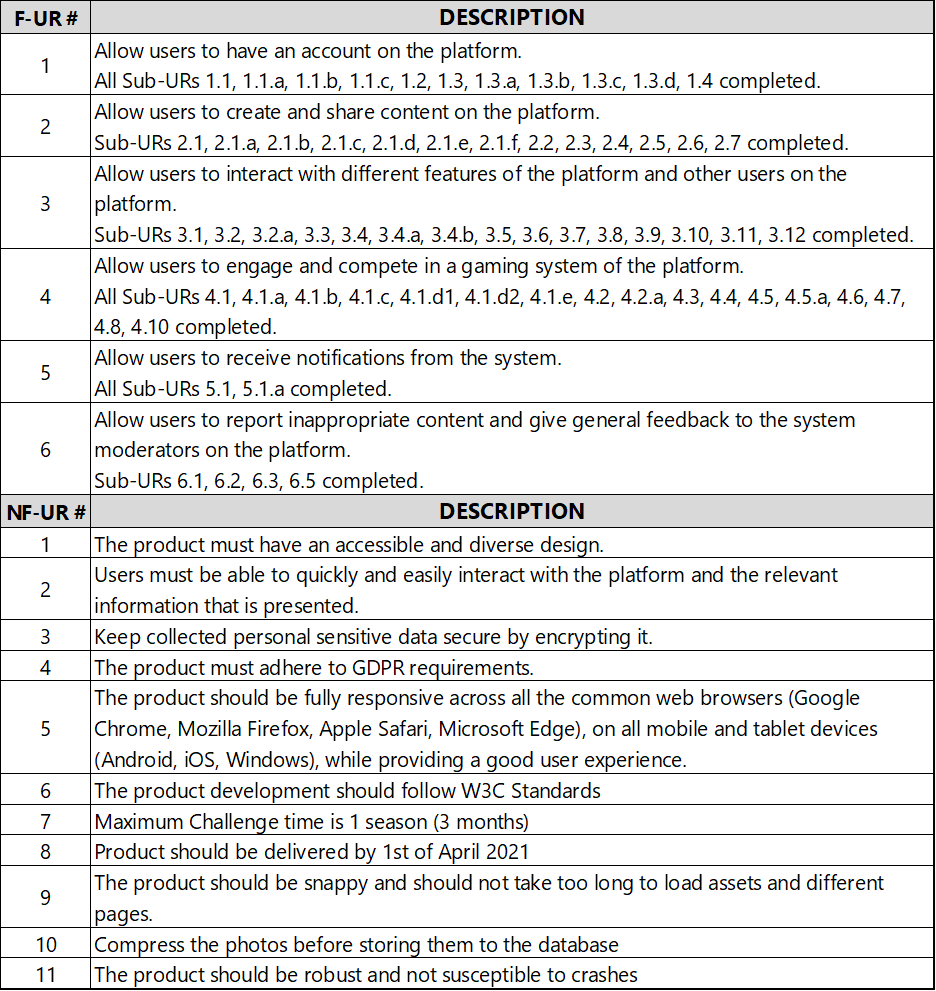 F-UR # DESCRIPTION
1 Allow users to have an account on the platform.
All Sub-URs 1.1, 1.1.a, 1.1.b, 1.1.c, 1.2, 1.3, 1.3.a, 1.3.b, 1.3.c, 1.3.d, 1.4 completed.
2 Allow users to create and share content on the platform.
Sub-URs 2.1, 2.1.a, 2.1.b, 2.1.c, 2.1.d, 2.1.e, 2.1.f, 2.2, 2.3, 2.4, 2.5, 2.6, 2.7 completed.
3 Allow users to interact with different features of the platform and other users on the
platform.
Sub-URs 3.1, 3.2, 3.2.a, 3.3, 3.4, 3.4.a, 3.4.b, 3.5, 3.6, 3.7, 3.8, 3.9, 3.10, 3.11, 3.12 completed.
4 Allow users to engage and compete in a gaming system of the platform.
All Sub-URs 4.1, 4.1.a, 4.1.b, 4.1.c, 4.1.d1, 4.1.d2, 4.1.e, 4.2, 4.2.a, 4.3, 4.4, 4.5, 4.5.a, 4.6, 4.7,
4.8, 4.10 completed.
5 Allow users to receive notifications from the system.
All Sub-URs 5.1, 5.1.a completed.
6 Allow users to report inappropriate content and give general feedback to the system
moderators on the platform.
Sub-URs 6.1, 6.2, 6.3, 6.5 completed.
NF-UR # DESCRIPTION
1 The product must have an accessible and diverse design.
2 Users must be able to quickly and easily interact with the platform and the relevant
information that is presented.
3 Keep collected personal sensitive data secure by encrypting it.
4 The product must adhere to GDPR requirements.
5 The product should be fully responsive across all the common web browsers (Google
Chrome, Mozilla Firefox, Apple Safari, Microsoft Edge), on all mobile and tablet devices
(Android, iOS, Windows), while providing a good user experience.
6 The product development should follow W3C Standards
7 Maximum Challenge time is 1 season (3 months)
8 Product should be delivered by 1st of April 2021
9 The product should be snappy and should not take too long to load assets and different
pages.
10 Compress the photos before storing them to the database
11 The product should be robust and not susceptible to crashes